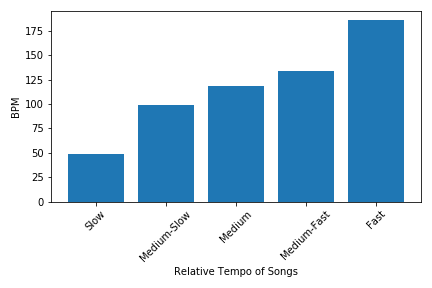 175
150
125
100
75
50
25
0
BPM
Slow
Medium-Slow
Medium
Medium-Fast
Fast
Relative Tempo of Songs